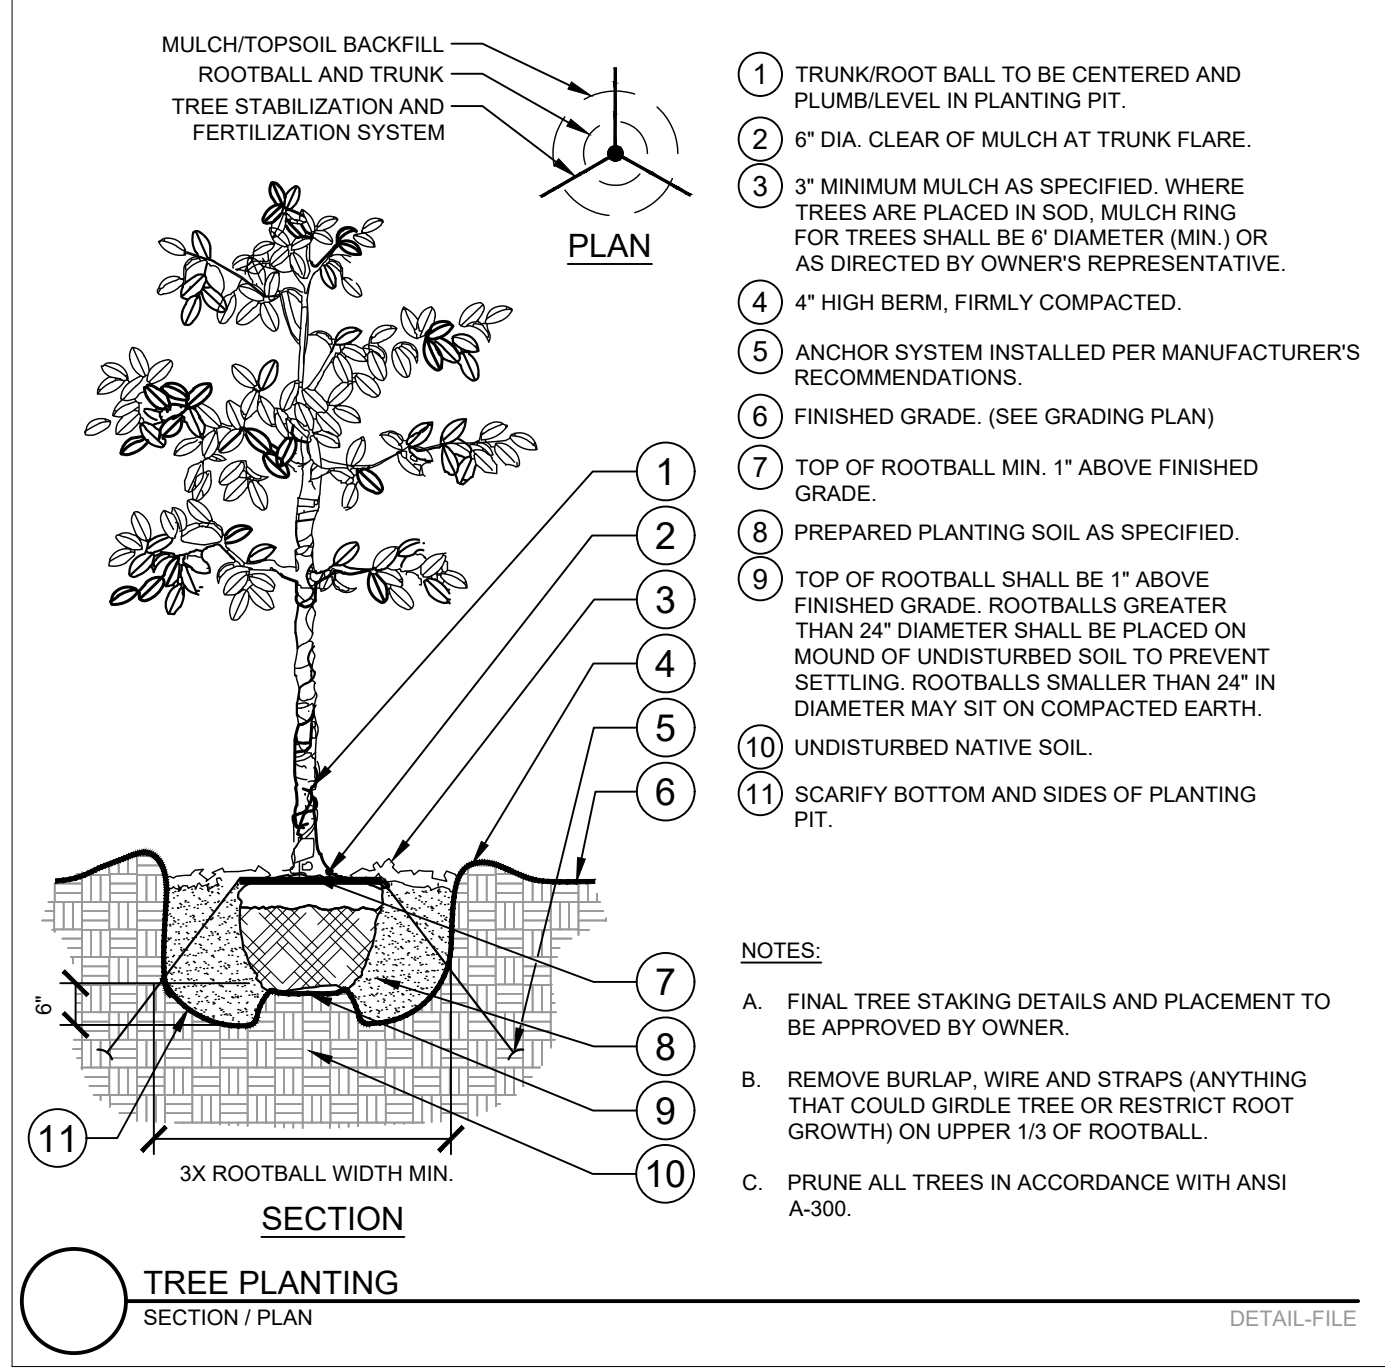 MULCH/TOPSOIL BACKFILL
ROOTBALL AND TRUNK
TREE STABILIZATION AND
FERTILIZATION SYSTEM
PLAN
1 TRUNK/ROOT BALL TO BE CENTERED AND
PLUMB/LEVEL IN PLANTING PIT.
2 6" DIA. CLEAR OF MULCH AT TRUNK FLARE.
3 3" MINIMUM MULCH AS SPECIFIED. WHERE
TREES ARE PLACED IN SOD, MULCH RING
FOR TREES SHALL BE 6' DIAMETER (MIN.) OR
AS DIRECTED BY OWNER'S REPRESENTATIVE.
4 4" HIGH BERM, FIRMLY COMPACTED.
5 ANCHOR SYSTEM INSTALLED PER MANUFACTURER'S
RECOMMENDATIONS.
6 FINISHED GRADE. (SEE GRADING PLAN)
7 TOP OF ROOTBALL MIN. 1" ABOVE FINISHED
GRADE.
8 PREPARED PLANTING SOIL AS SPECIFIED.
9 TOP OF ROOTBALL SHALL BE 1" ABOVE
FINISHED GRADE. ROOTBALLS GREATER
THAN 24" DIAMETER SHALL BE PLACED ON
MOUND OF UNDISTURBED SOIL TO PREVENT
SETTLING. ROOTBALLS SMALLER THAN 24" IN
DIAMETER MAY SIT ON COMPACTED EARTH.
10 UNDISTURBED NATIVE SOIL.
11 SCARIFY BOTTOM AND SIDES OF PLANTING
PIT.
1
2
3
4
5
6
7
8
9
10
11
6"
3X ROOTBALL WIDTH MIN.
SECTION
NOTES:
A. FINAL TREE STAKING DETAILS AND PLACEMENT TO
BE APPROVED BY OWNER.
B. REMOVE BURLAP, WIRE AND STRAPS (ANYTHING
THAT COULD GIRDLE TREE OR RESTRICT ROOT
GROWTH) ON UPPER 1/3 OF ROOTBALL.
C. PRUNE ALL TREES IN ACCORDANCE WITH ANSI
A-300.
TREE PLANTING
SECTION / PLAN
DETAIL-FILE